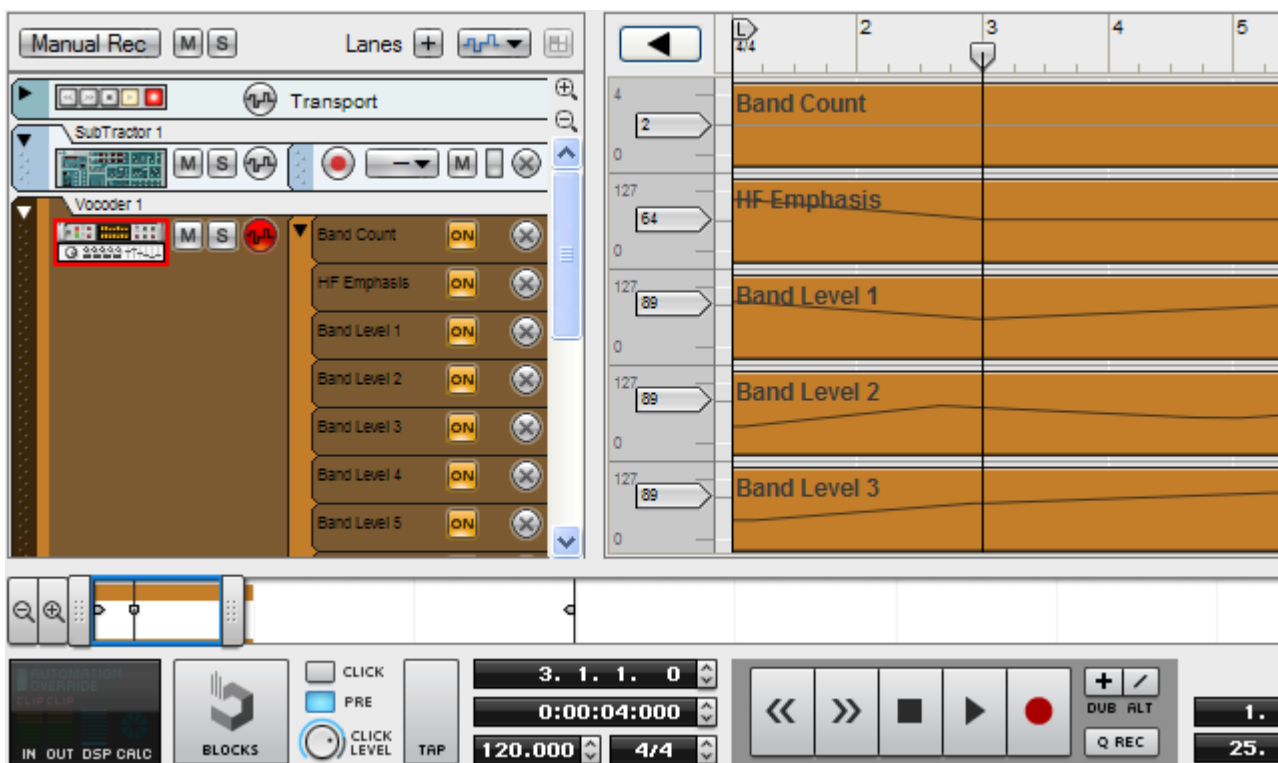 Manual Rec M S Lanes +
L 2 3 4 5
4/4
Transport
SubTractor 1
M S M
Vocoder 1
M S
Band Count ON
HF Emphasis ON
Band Level 1 ON
Band Level 2 ON
Band Level 3 ON
Band Level 4 ON
Band Level 5 ON
4
2
0
Band Count
127
64
0
HF Emphasis
127
89
0
Band Level 1
127
89
0
Band Level 2
127
89
0
Band Level 3
AUTOMATION
OVERRIDE
CLIP CLIP
IN OUT DSP CALC
BLOCKS
CLICK
PRE
CLICK
LEVEL
TAP
3. 1. 1. 0
0:00:04:000
120.000 4/4
+ /
DUB ALT
Q REC
1.
25.